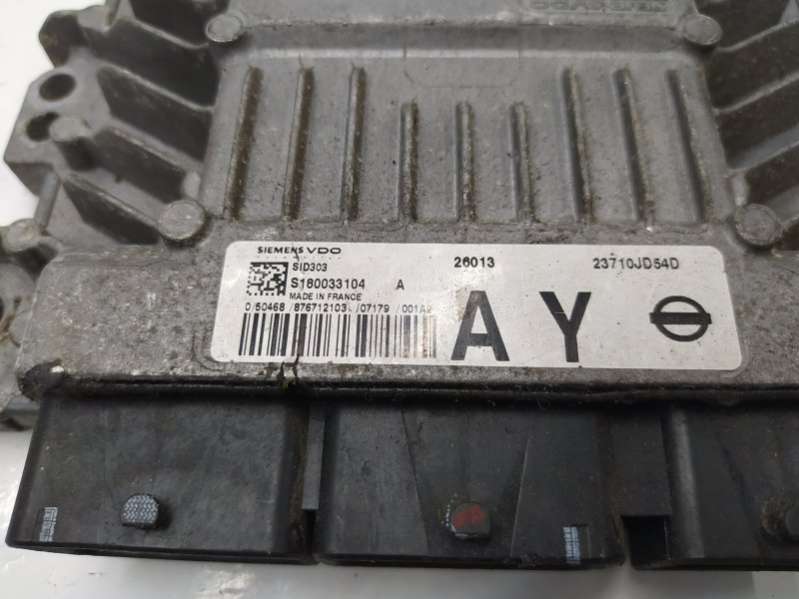 SIEMENS VDO
SID303 26013 23710JD54D
S180033104 A
MADE IN FRANCE
0/50468 /876712103 /07179 /001A2
A Y